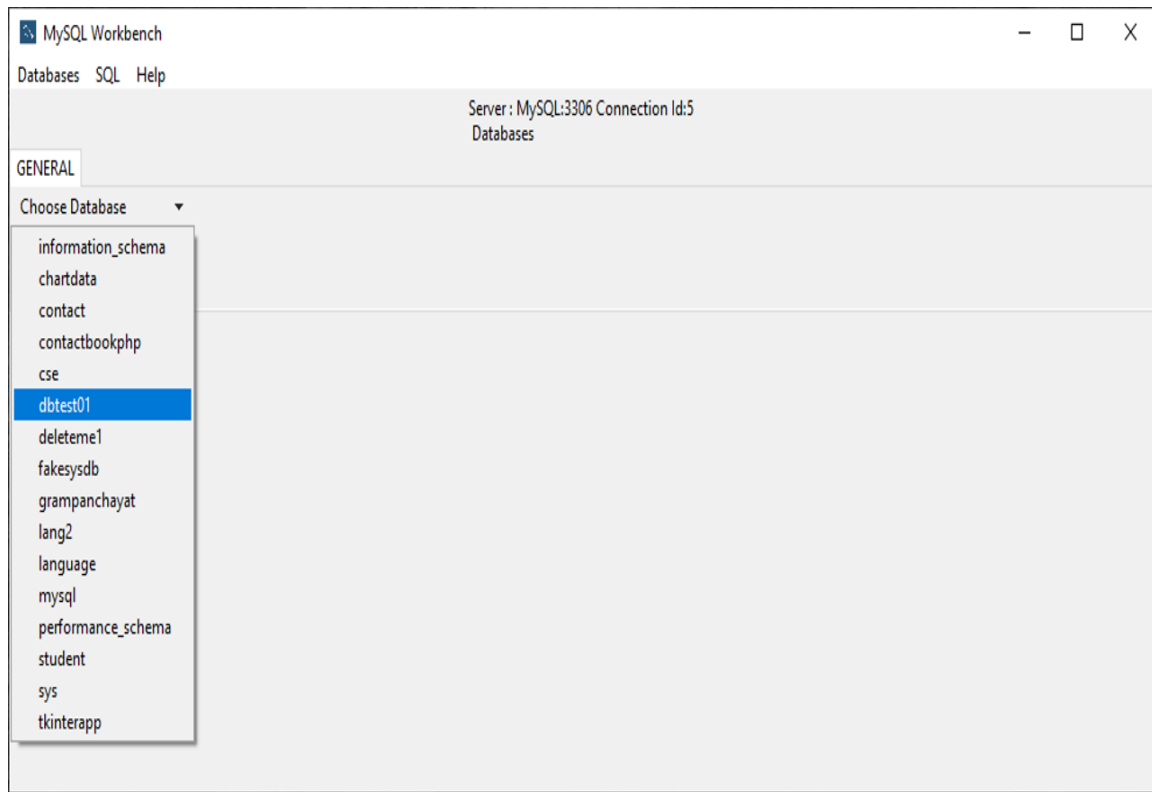 MySQL Workbench
Databases SQL Help
Server : MySQL:3306 Connection Id:5
Databases
GENERAL
Choose Database
information_schema
chartdata
contact
contactbookphp
cse
dbtest01
deleteme1
fakesysdb
grampanchayat
lang2
language
mysql
performance_schema
student
sys
tkinterapp